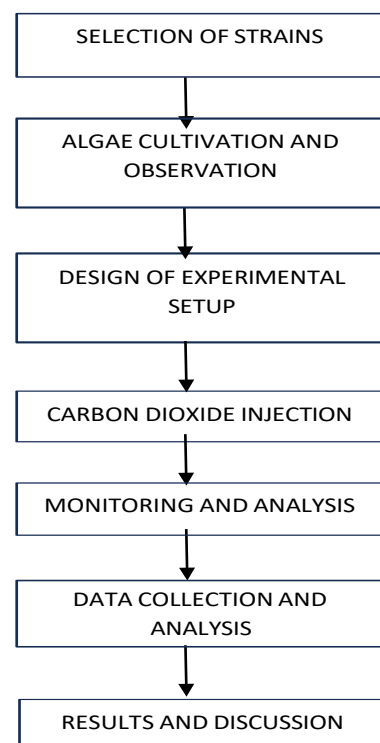 SELECTION OF STRAINS
ALGAE CULTIVATION AND
OBSERVATION
DESIGN OF EXPERIMENTAL
SETUP
CARBON DIOXIDE INJECTION
MONITORING AND ANALYSIS
DATA COLLECTION AND
ANALYSIS
RESULTS AND DISCUSSION